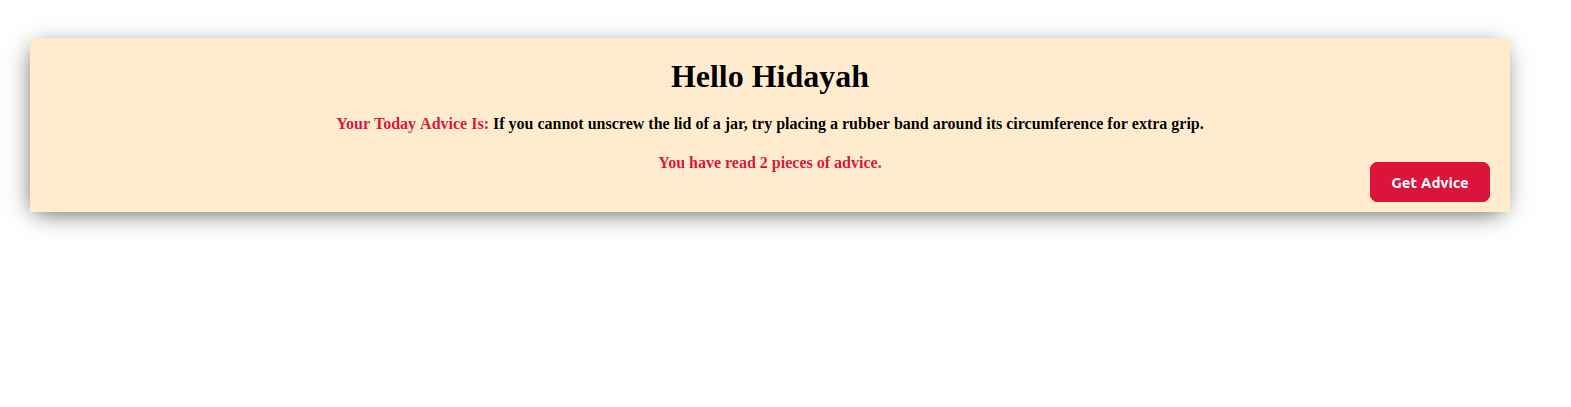 Hello Hidayah
Your Today Advice Is: If you cannot unscrew the lid of a jar, try placing a rubber band around its circumference for extra grip.
You have read 2 pieces of advice.
Get Advice